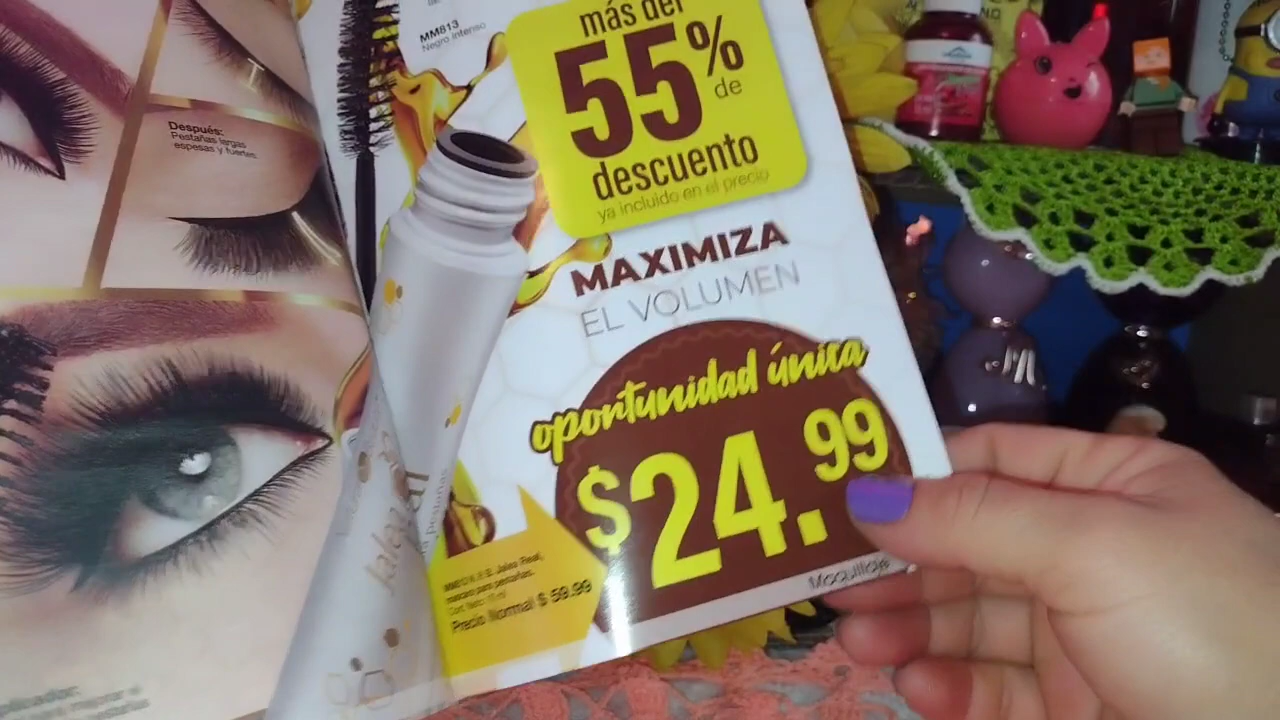 Después:
Pestañas largas
espesas y fuertes.
MM813
Negro Intenso
más del
55%
de
descuento
ya incluido en el precio
MAXIMIZA
EL VOLUMEN
oportunidad única
$24.99
Jalea Real,
máscara para pestañas.
Precio Normal $ 59.99
Maquillaje